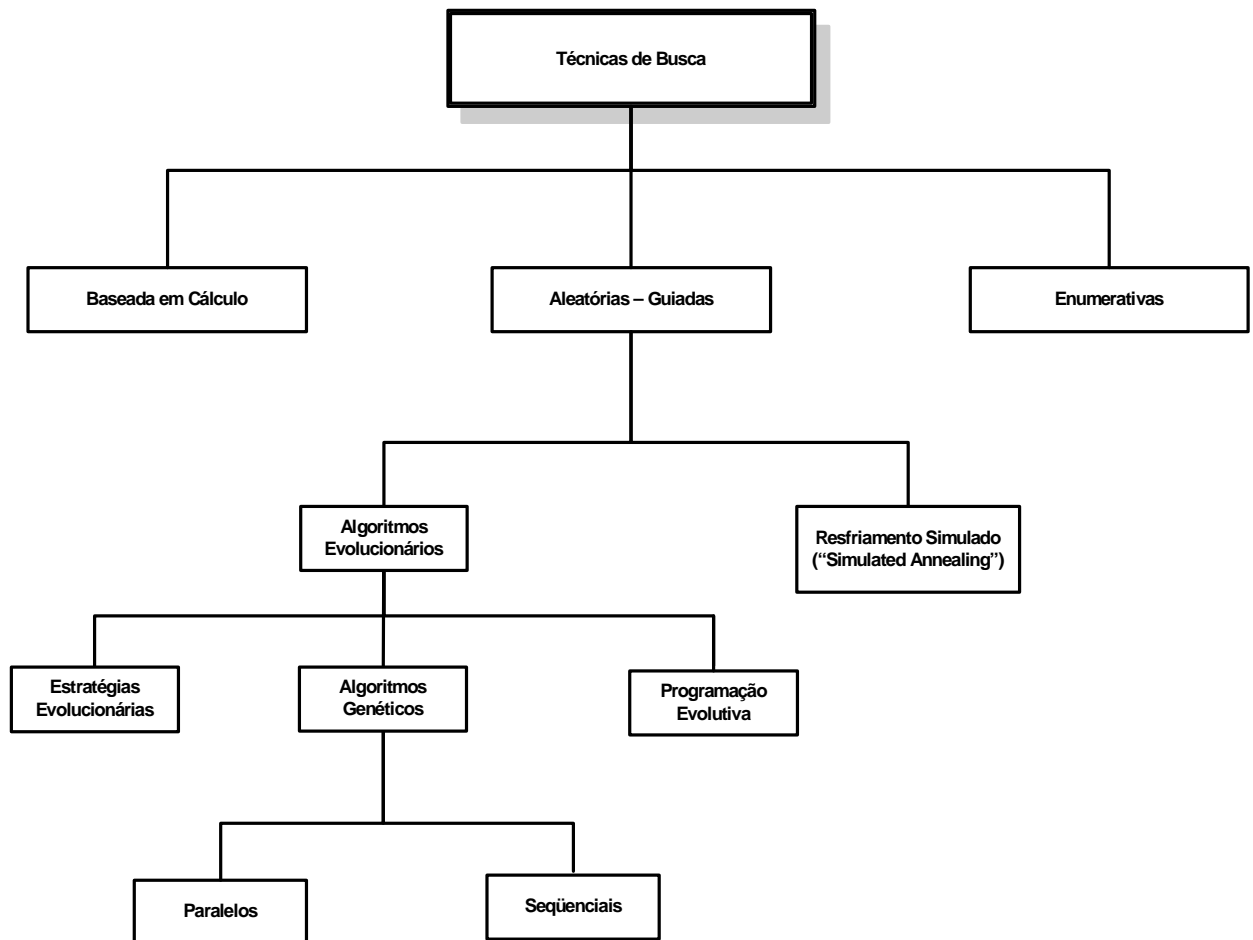 Técnicas de Busca
Baseada em Cálculo
Aleatórias – Guiadas
Enumerativas
Algoritmos
Evolucionários
Resfriamento Simulado
(“Simulated Annealing”)
Estratégias
Evolucionárias
Algoritmos
Genéticos
Programação
Evolutiva
Paralelos
Seqüenciais